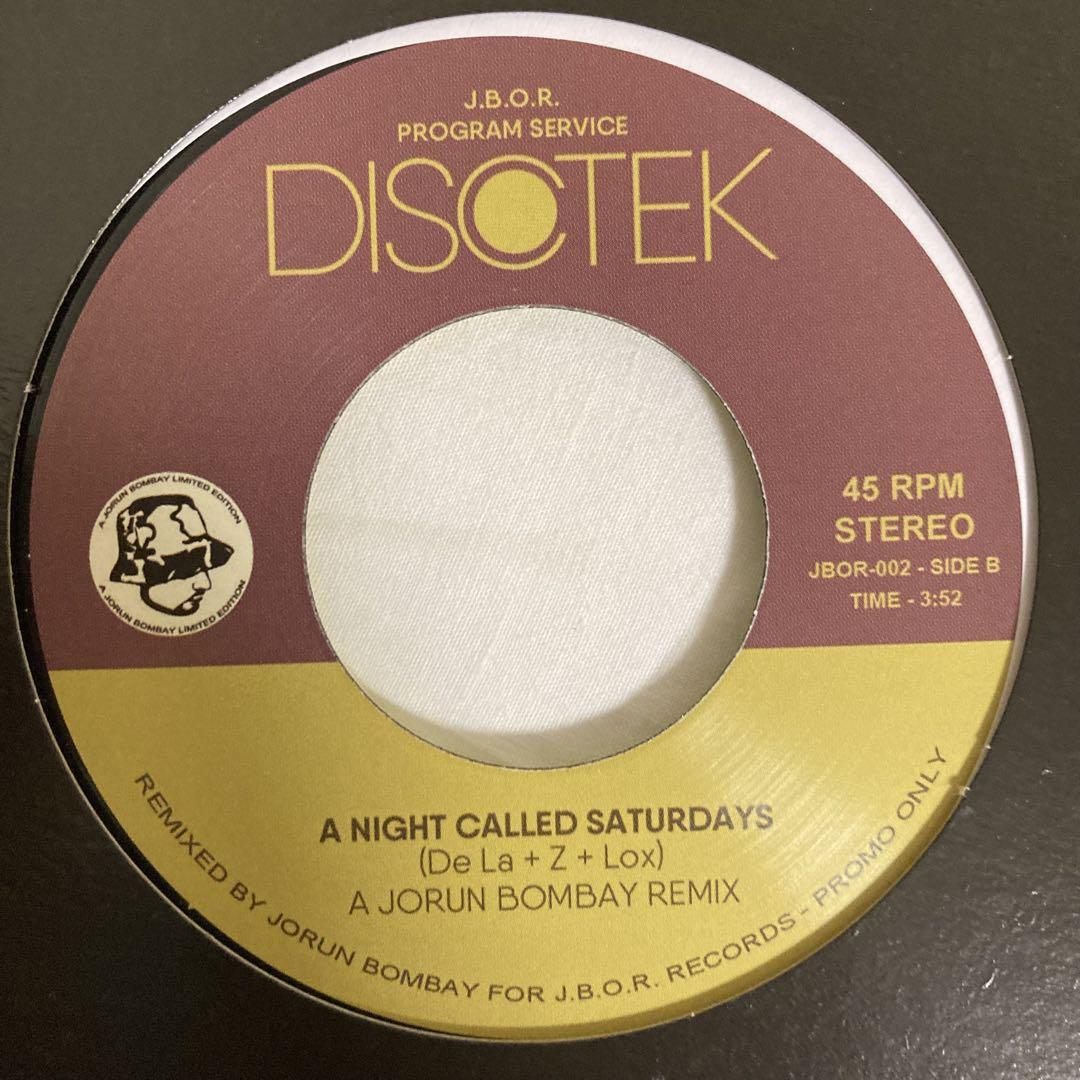 J.B.O.R.
PROGRAM SERVICE
DISCOTEK
A JORUN BOMBAY LIMITED EDITION
A JORUN BOMBAY LIMITED EDITION
45 RPM
STEREO
JBOR-002 - SIDE B
TIME - 3:52
A NIGHT CALLED SATURDAYS
(De La + Z + Lox)
A JORUN BOMBAY REMIX
REMIXED BY JORUN BOMBAY FOR J.B.O.R. RECORDS - PROMO ONLY